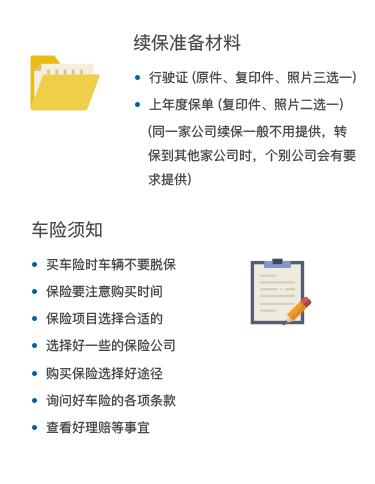 续保准备材料
行驶证 (原件、复印件、照片三选一)
上年度保单 (复印件、照片二选一)
(同一家公司续保一般不用提供，转
保到其他家公司时，个别公司会有要
求提供)
车险须知
买车险时车辆不要脱保
保险要注意购买时间
保险项目选择合适的
选择好一些的保险公司
购买保险选择好途径
询问好车险的各项条款
查看好理赔等事宜